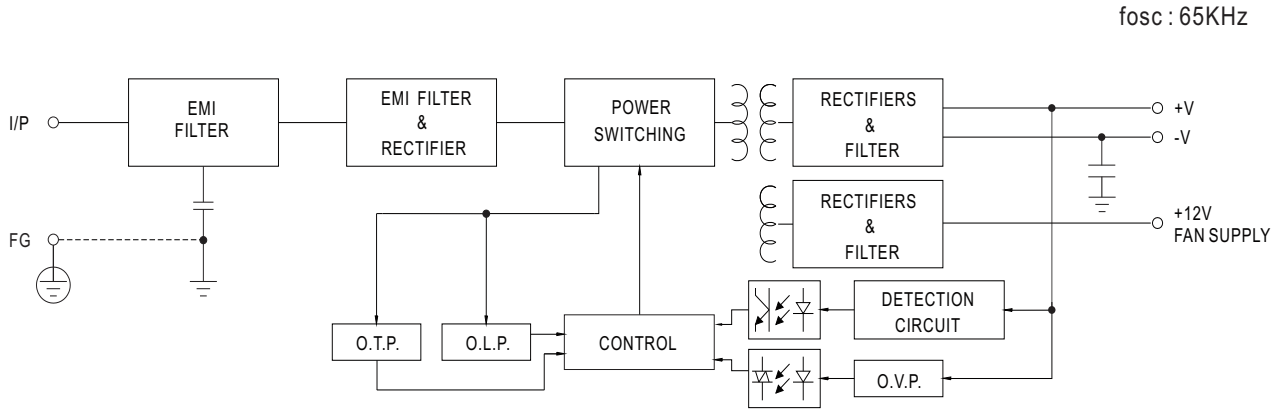 fosc : 65KHz
I/P
EMI
FILTER
EMI FILTER
&
RECTIFIER
POWER
SWITCHING
RECTIFIERS
&
FILTER
+V
-V
RECTIFIERS
&
FILTER
+12V
FAN SUPPLY
FG
O.T.P.
O.L.P.
CONTROL
DETECTION
CIRCUIT
O.V.P.